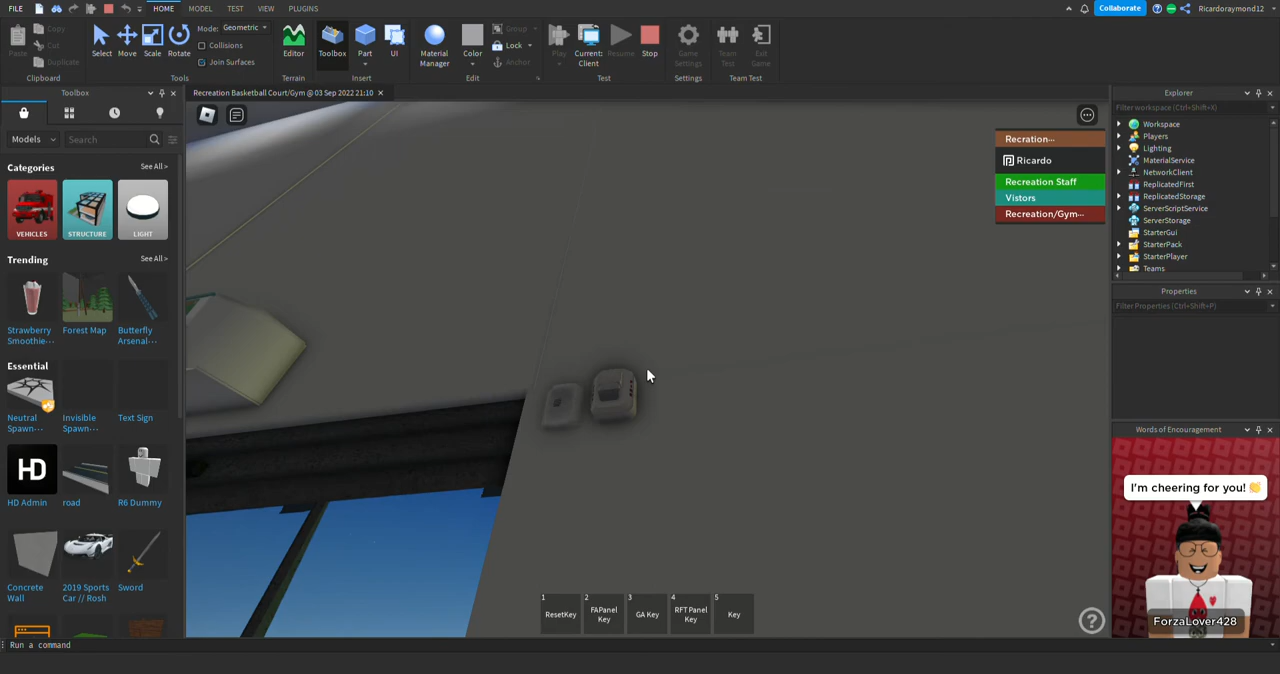 FILE HOME MODEL TEST VIEW PLUGINS Collaborate Ricardoraymond12
Paste Copy Cut Duplicate Clipboard
Select Move Scale Rotate Mode: Geometric Collisions Join Surfaces Tools
Editor Terrain
Toolbox Part UI Insert
Material Manager Color Group Lock Anchor Edit
Play Current: Client Resume Stop Test
Game Settings Settings
Team Test Exit Game Team Test
Toolbox
Models Search
Categories See All >
VEHICLES STRUCTURE LIGHT
Trending See All >
Strawberry Smoothie--- Forest Map Butterfly Arsenal---
Essential See All >
Neutral Spawn--- Invisible Spawn--- Text Sign
HD
HD Admin road R6 Dummy
Concrete Wall 2019 Sports Car // Rosh Sword
Run a command
Recreation Basketball Court/Gym @ 03 Sep 2022 21:10
Recration---
Ricardo
Recreation Staff
Vistors
Recreation/Gym---
1 ResetKey
2 FAPanel Key
3 GA Key
4 RFT Panel Key
5 Key
Explorer
Filter workspace (Ctrl+Shift+X)
Workspace
Players
Lighting
MaterialService
NetworkClient
ReplicatedFirst
ReplicatedStorage
ServerScriptService
ServerStorage
StarterGui
StarterPack
StarterPlayer
Teams
Properties
Filter Properties (Ctrl+Shift+P)
Words of Encouragement
I'm cheering for you! 👏
ForzaLover428